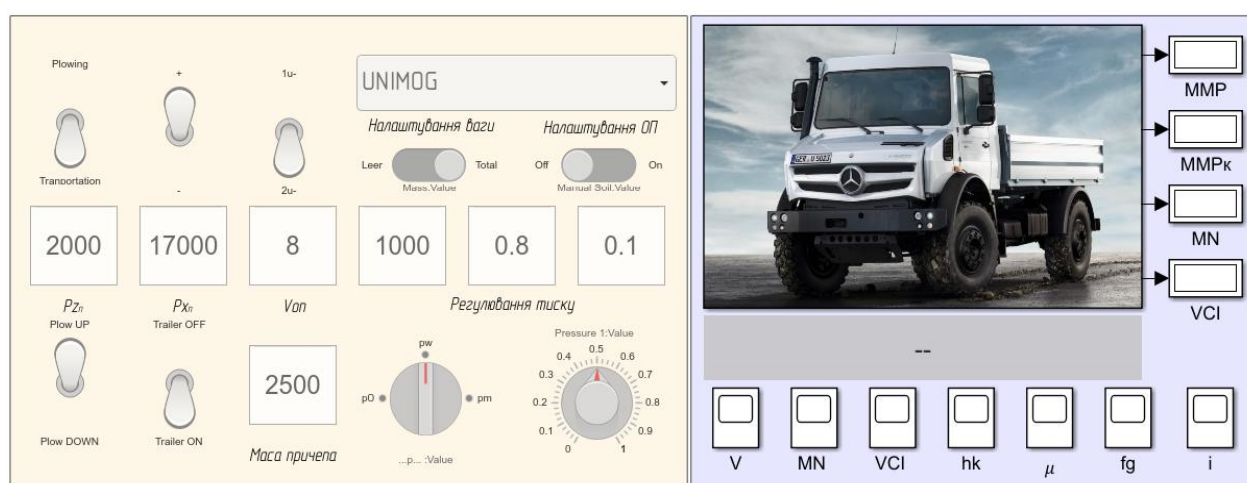 Plowing
+
1u-
UNIMOG
Налаштування ваги
Налаштування ОП
Leer
Total
Off
On
Mass:Value
Manual Soil:Value
Tranportation
-
2u-
2000
17000
8
1000
0.8
0.1
Pzп
Pxп
Vоп
Регулювання тиску
Plow UP
Trailer OFF
Plow DOWN
Trailer ON
2500
Маса причепа
pw
p0
pm
...p... :Value
Pressure 1:Value
0
0.1
0.2
0.3
0.4
0.5
0.6
0.7
0.8
0.9
1
GER U 5023
MMP
MMPк
MN
VCI
--
V
MN
VCI
hk
μ
fg
i